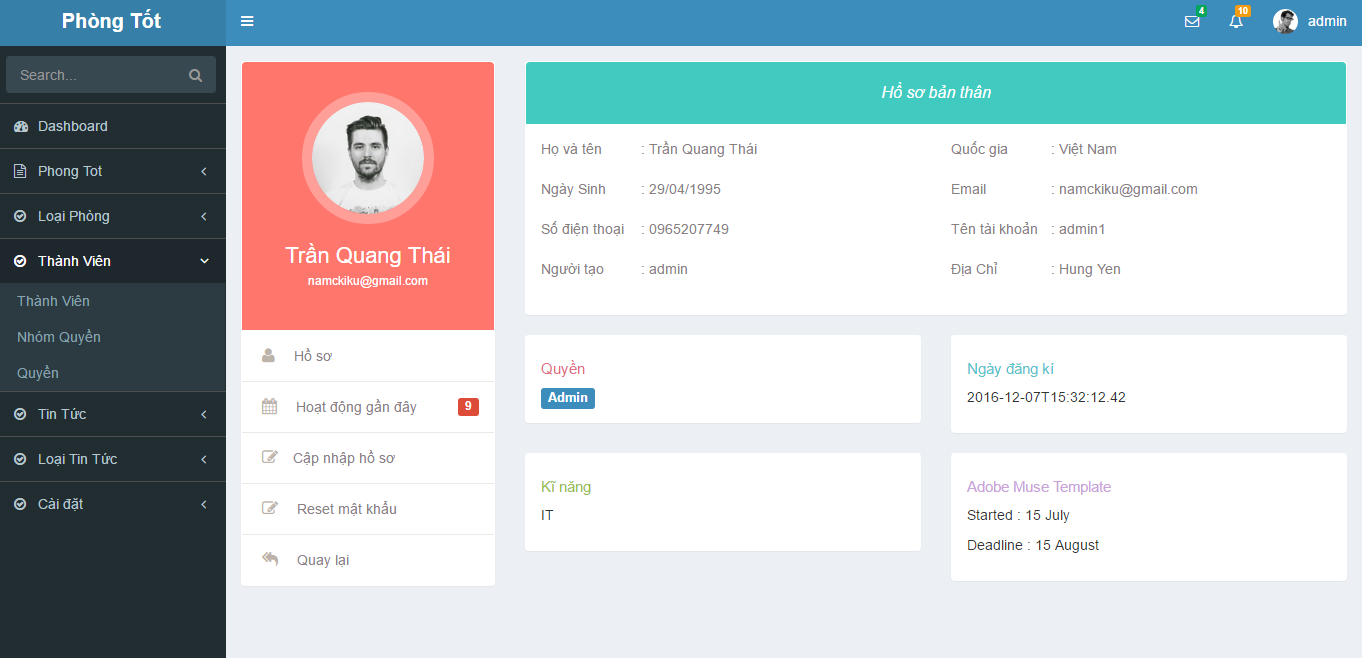 Phòng Tốt
4
10
admin
Search...
Dashboard
Phong Tot
Loại Phòng
Thành Viên
Thành Viên
Nhóm Quyền
Quyền
Tin Tức
Loại Tin Tức
Cài đặt
Trần Quang Thái
namckiku@gmail.com
Hồ sơ
Hoạt động gần đây 9
Cập nhập hồ sơ
Reset mật khẩu
Quay lại
Hồ sơ bản thân
Họ và tên : Trần Quang Thái
Quốc gia : Việt Nam
Ngày Sinh : 29/04/1995
Email : namckiku@gmail.com
Số điện thoại : 0965207749
Tên tài khoản : admin1
Người tạo : admin
Địa Chỉ : Hung Yen
Quyền
Admin
Ngày đăng kí
2016-12-07T15:32:12.42
Kĩ năng
IT
Adobe Muse Template
Started : 15 July
Deadline : 15 August